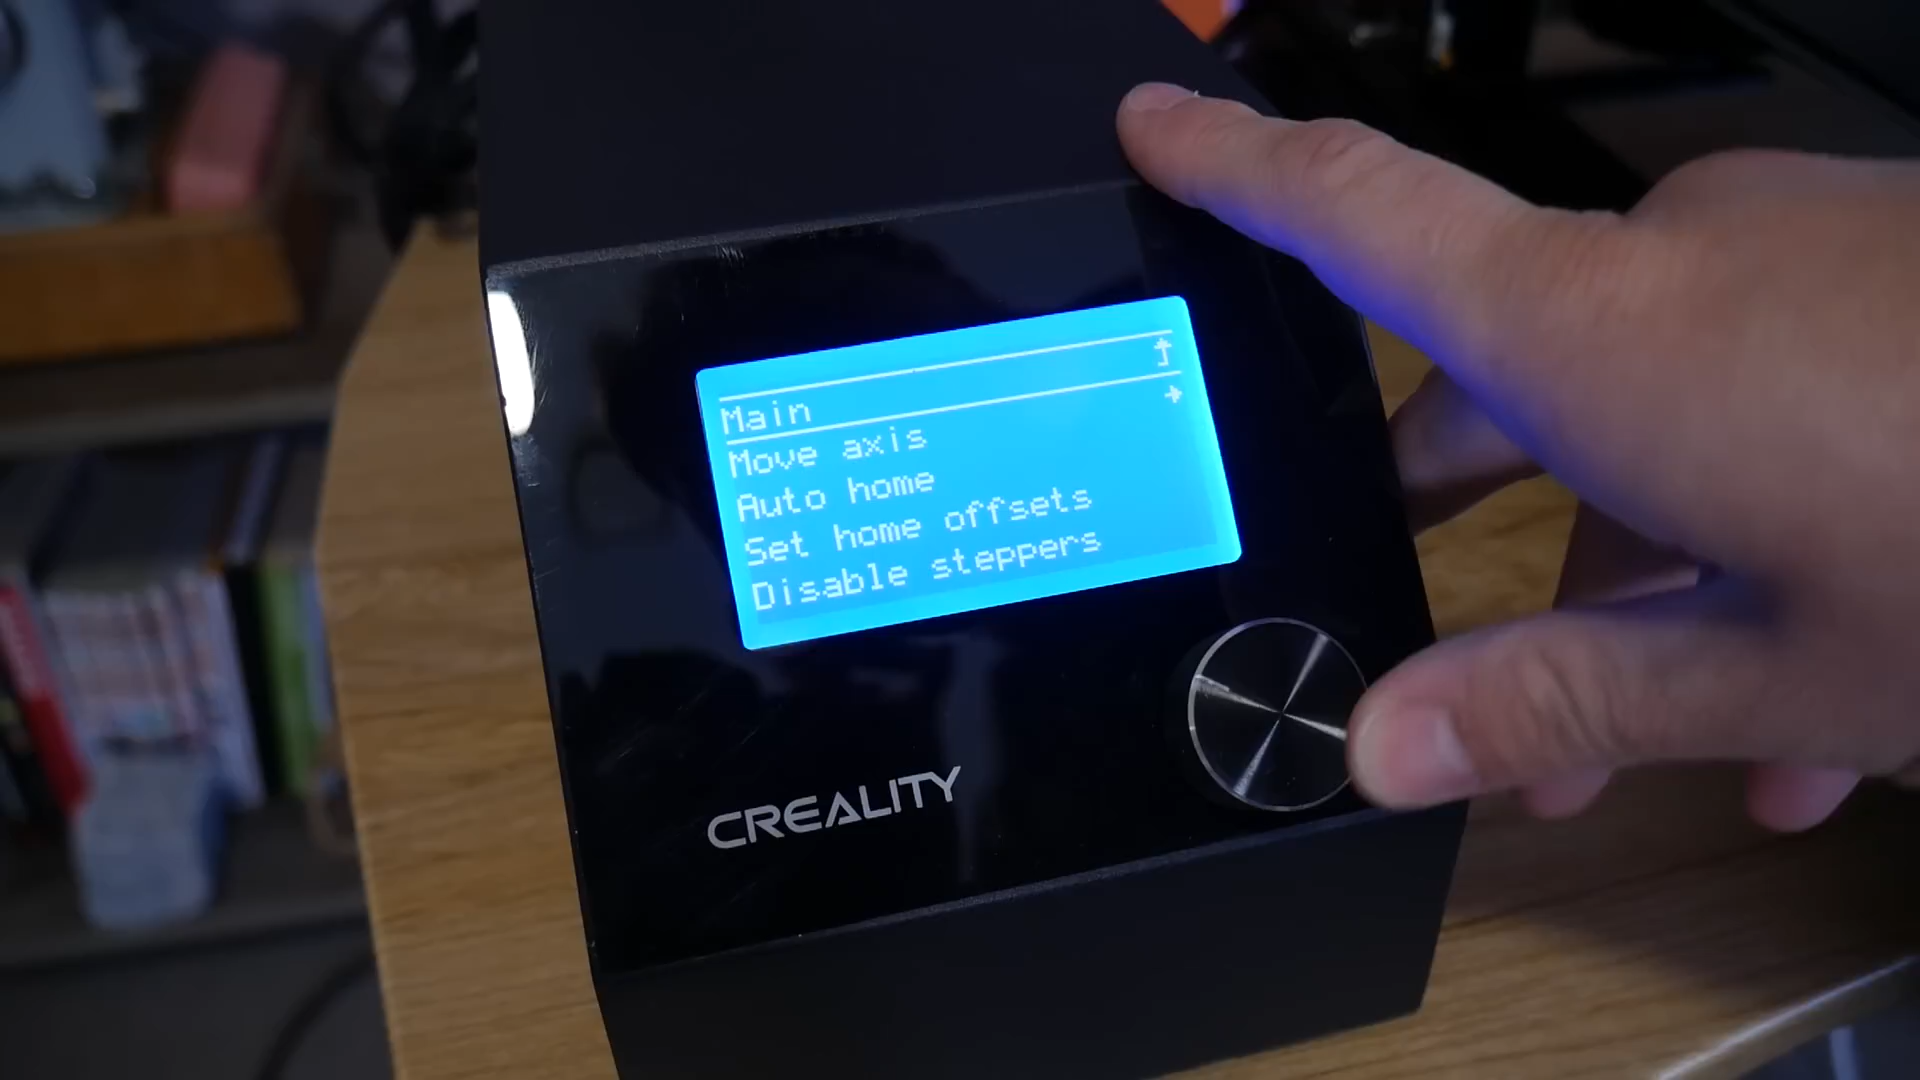 Main
Move axis
Auto home
Set home offsets
Disable steppers
CREALITY